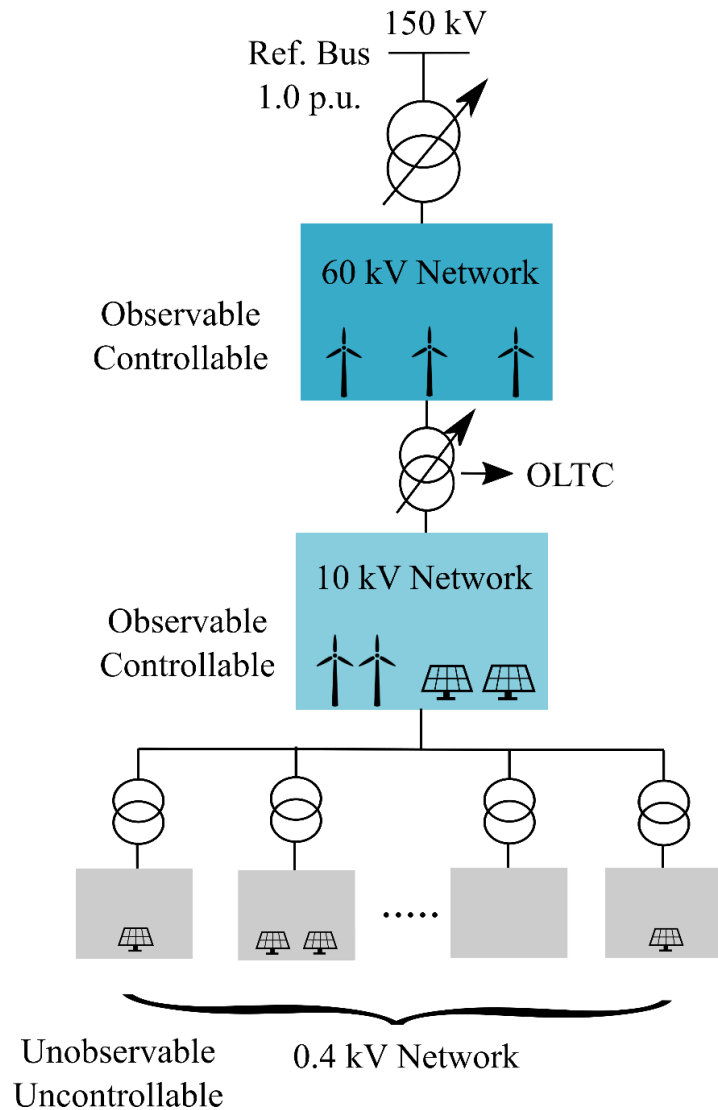 150 kV
Ref. Bus
1.0 p.u.
60 kV Network
Observable
Controllable
OLTC
10 kV Network
Observable
Controllable
.....
Unobservable
Uncontrollable
0.4 kV Network